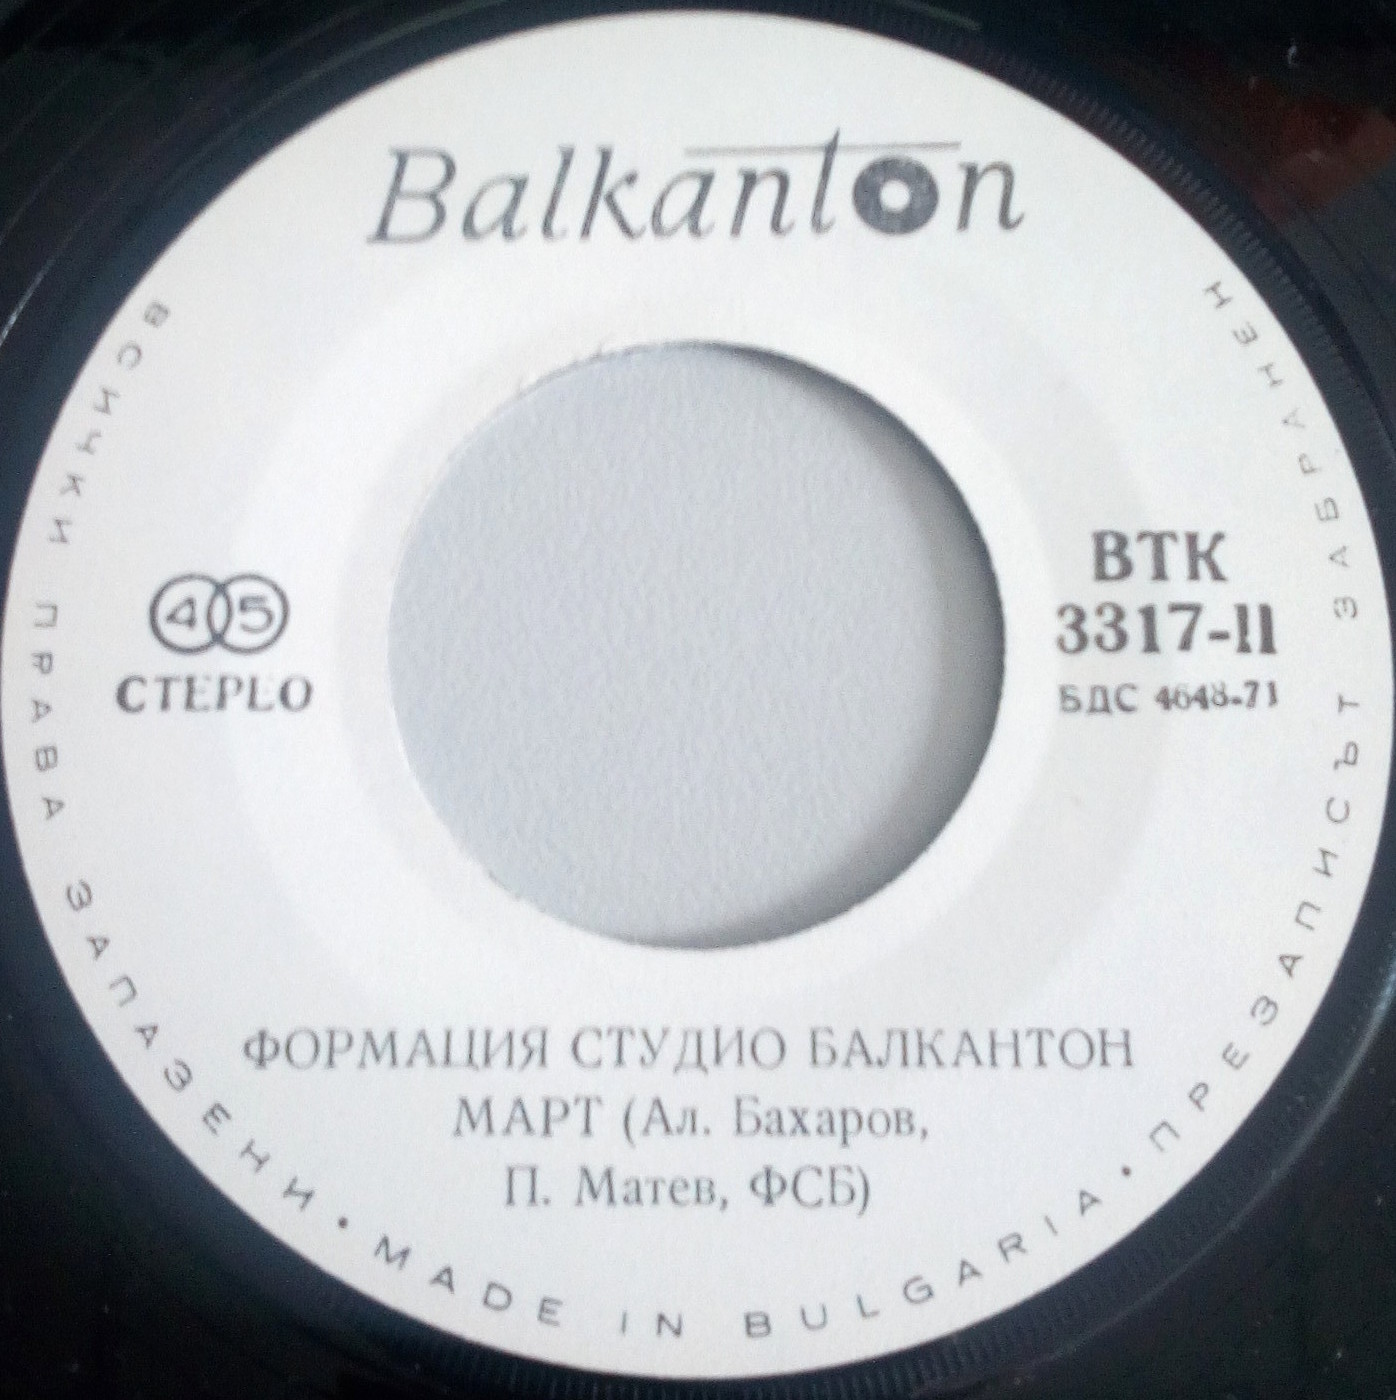 Balkanton
45
СТЕРЕО
ВТК
3317-II
БДС 4648-71
ФОРМАЦИЯ СТУДИО БАЛКАНТОН
МАРТ (Ал. Бахаров,
П. Матев, ФСБ)
ВСИЧКИ ПРАВА ЗАПАЗЕНИ • MADE IN BULGARIA • ПРЕЗАПИСЪТ ЗАБРАНЕН